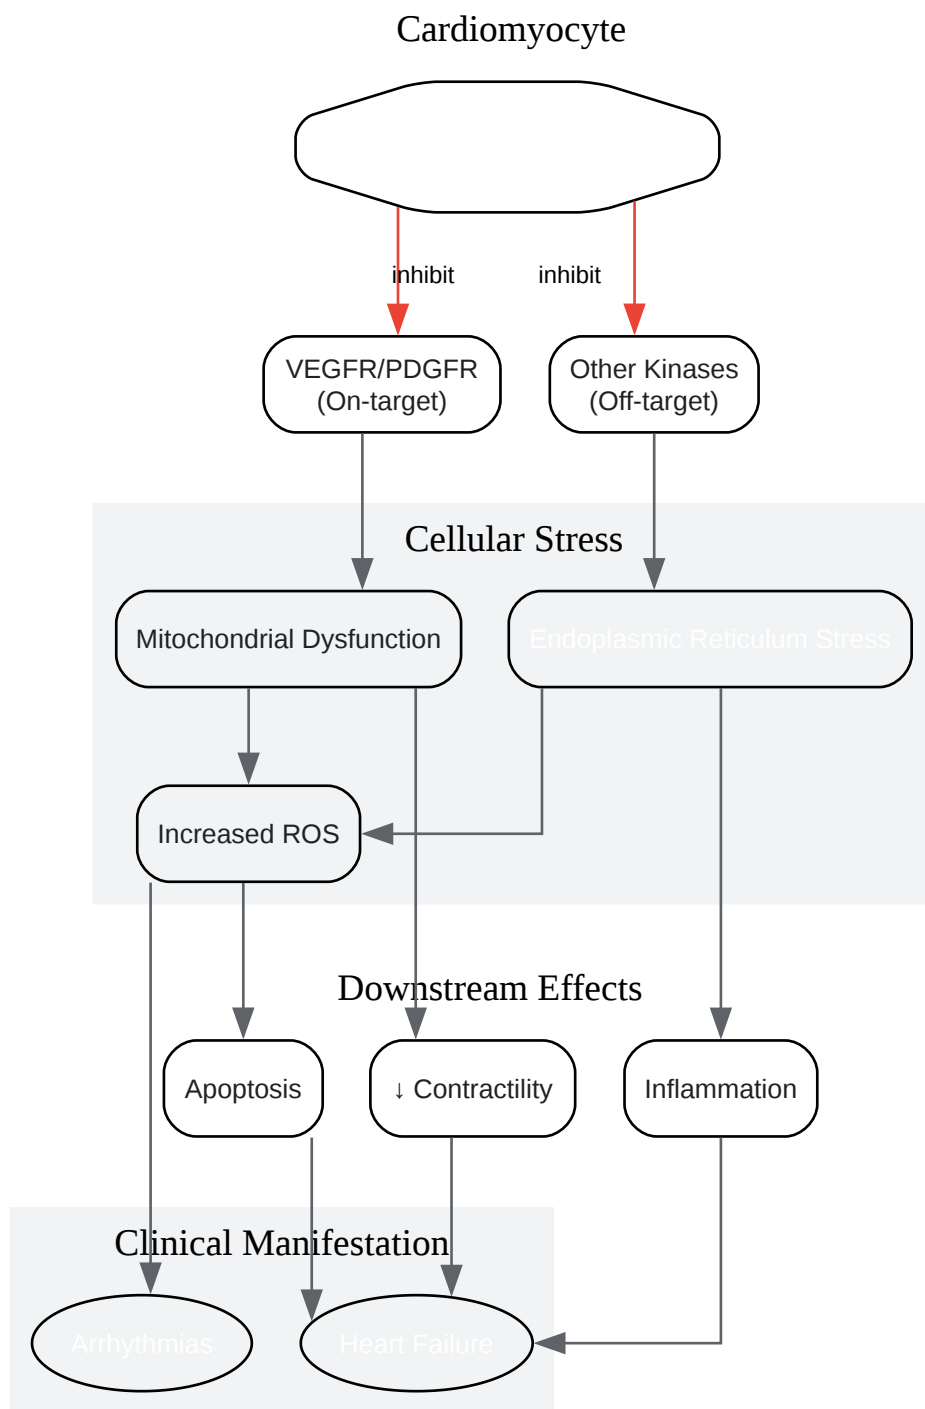 Cardiomyocyte
inhibit
inhibit
VEGFR/PDGFR
(On-target)
Other Kinases
(Off-target)
Cellular Stress
Mitochondrial Dysfunction
Endoplasmic Reticulum Stress
Increased ROS
Downstream Effects
Apoptosis
↓ Contractility
Inflammation
Clinical Manifestation
Arrhythmias
Heart Failure